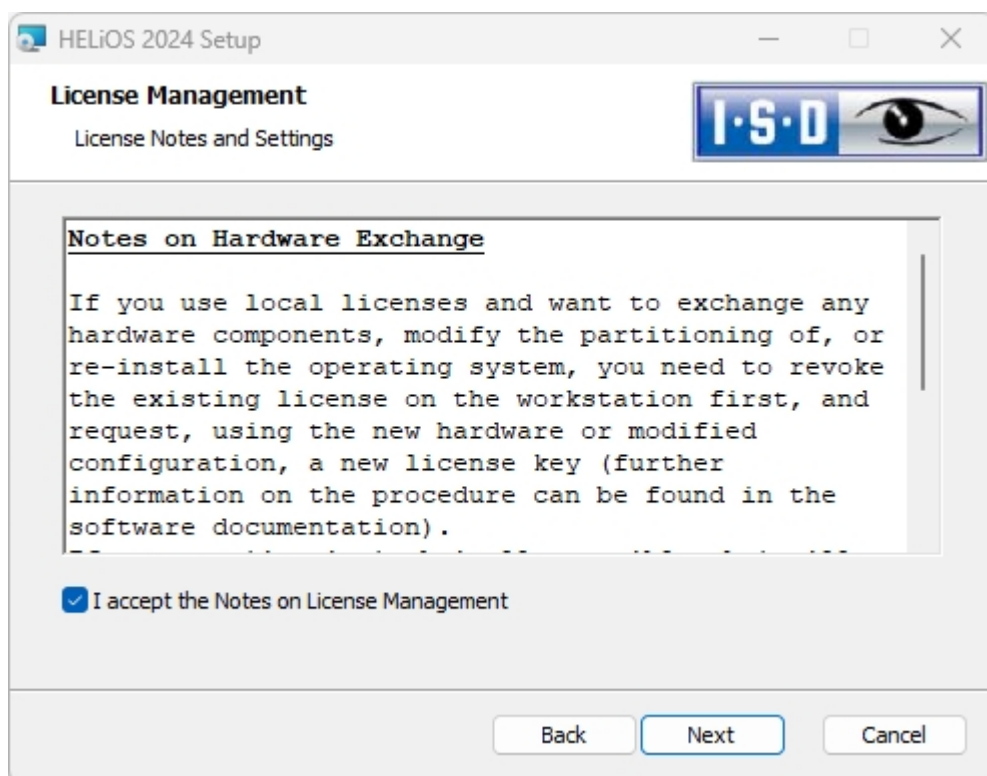 HELiOS 2024 Setup
License Management
License Notes and Settings
I·S·D
Notes on Hardware Exchange
If you use local licenses and want to exchange any
hardware components, modify the partitioning of, or
re-install the operating system, you need to revoke
the existing license on the workstation first, and
request, using the new hardware or modified
configuration, a new license key (further
information on the procedure can be found in the
software documentation).
I accept the Notes on License Management
Back
Next
Cancel